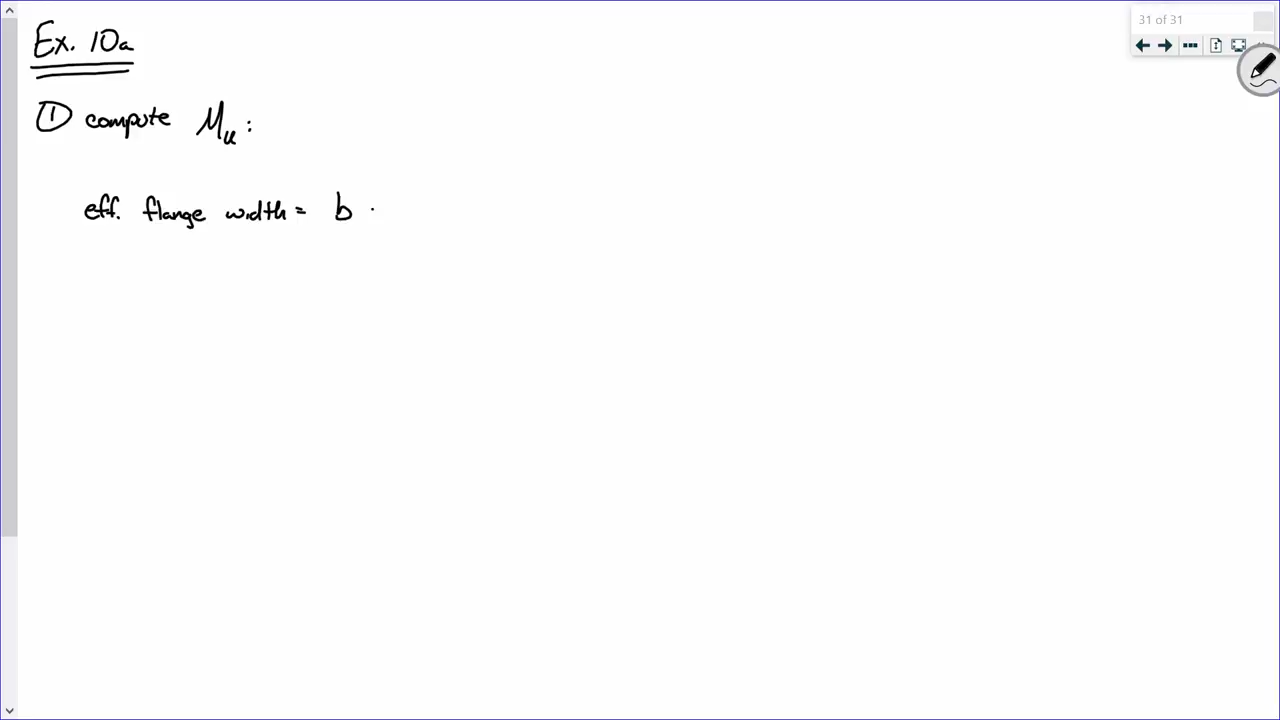 31 of 31
Ex. 10a
① compute Mu:
eff. flange width = b